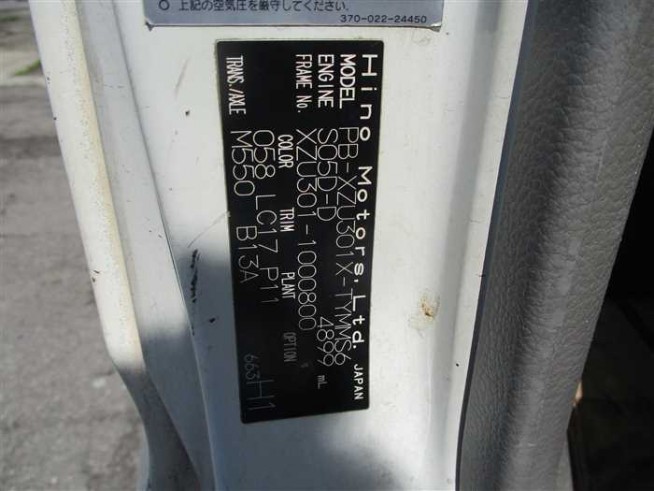 ○ 上記の空気圧を厳守してください。
370-022-24450
Hino Motors, Ltd. JAPAN
MODEL PB-XZU301X-TYMMS6
ENGINE S05D-D 4899 mL
FRAME No. XZU301-1000800
COLOR TRIM PLANT OPTION
058 LC17 P11
TRANS./AXLE M550 B13A
663H1